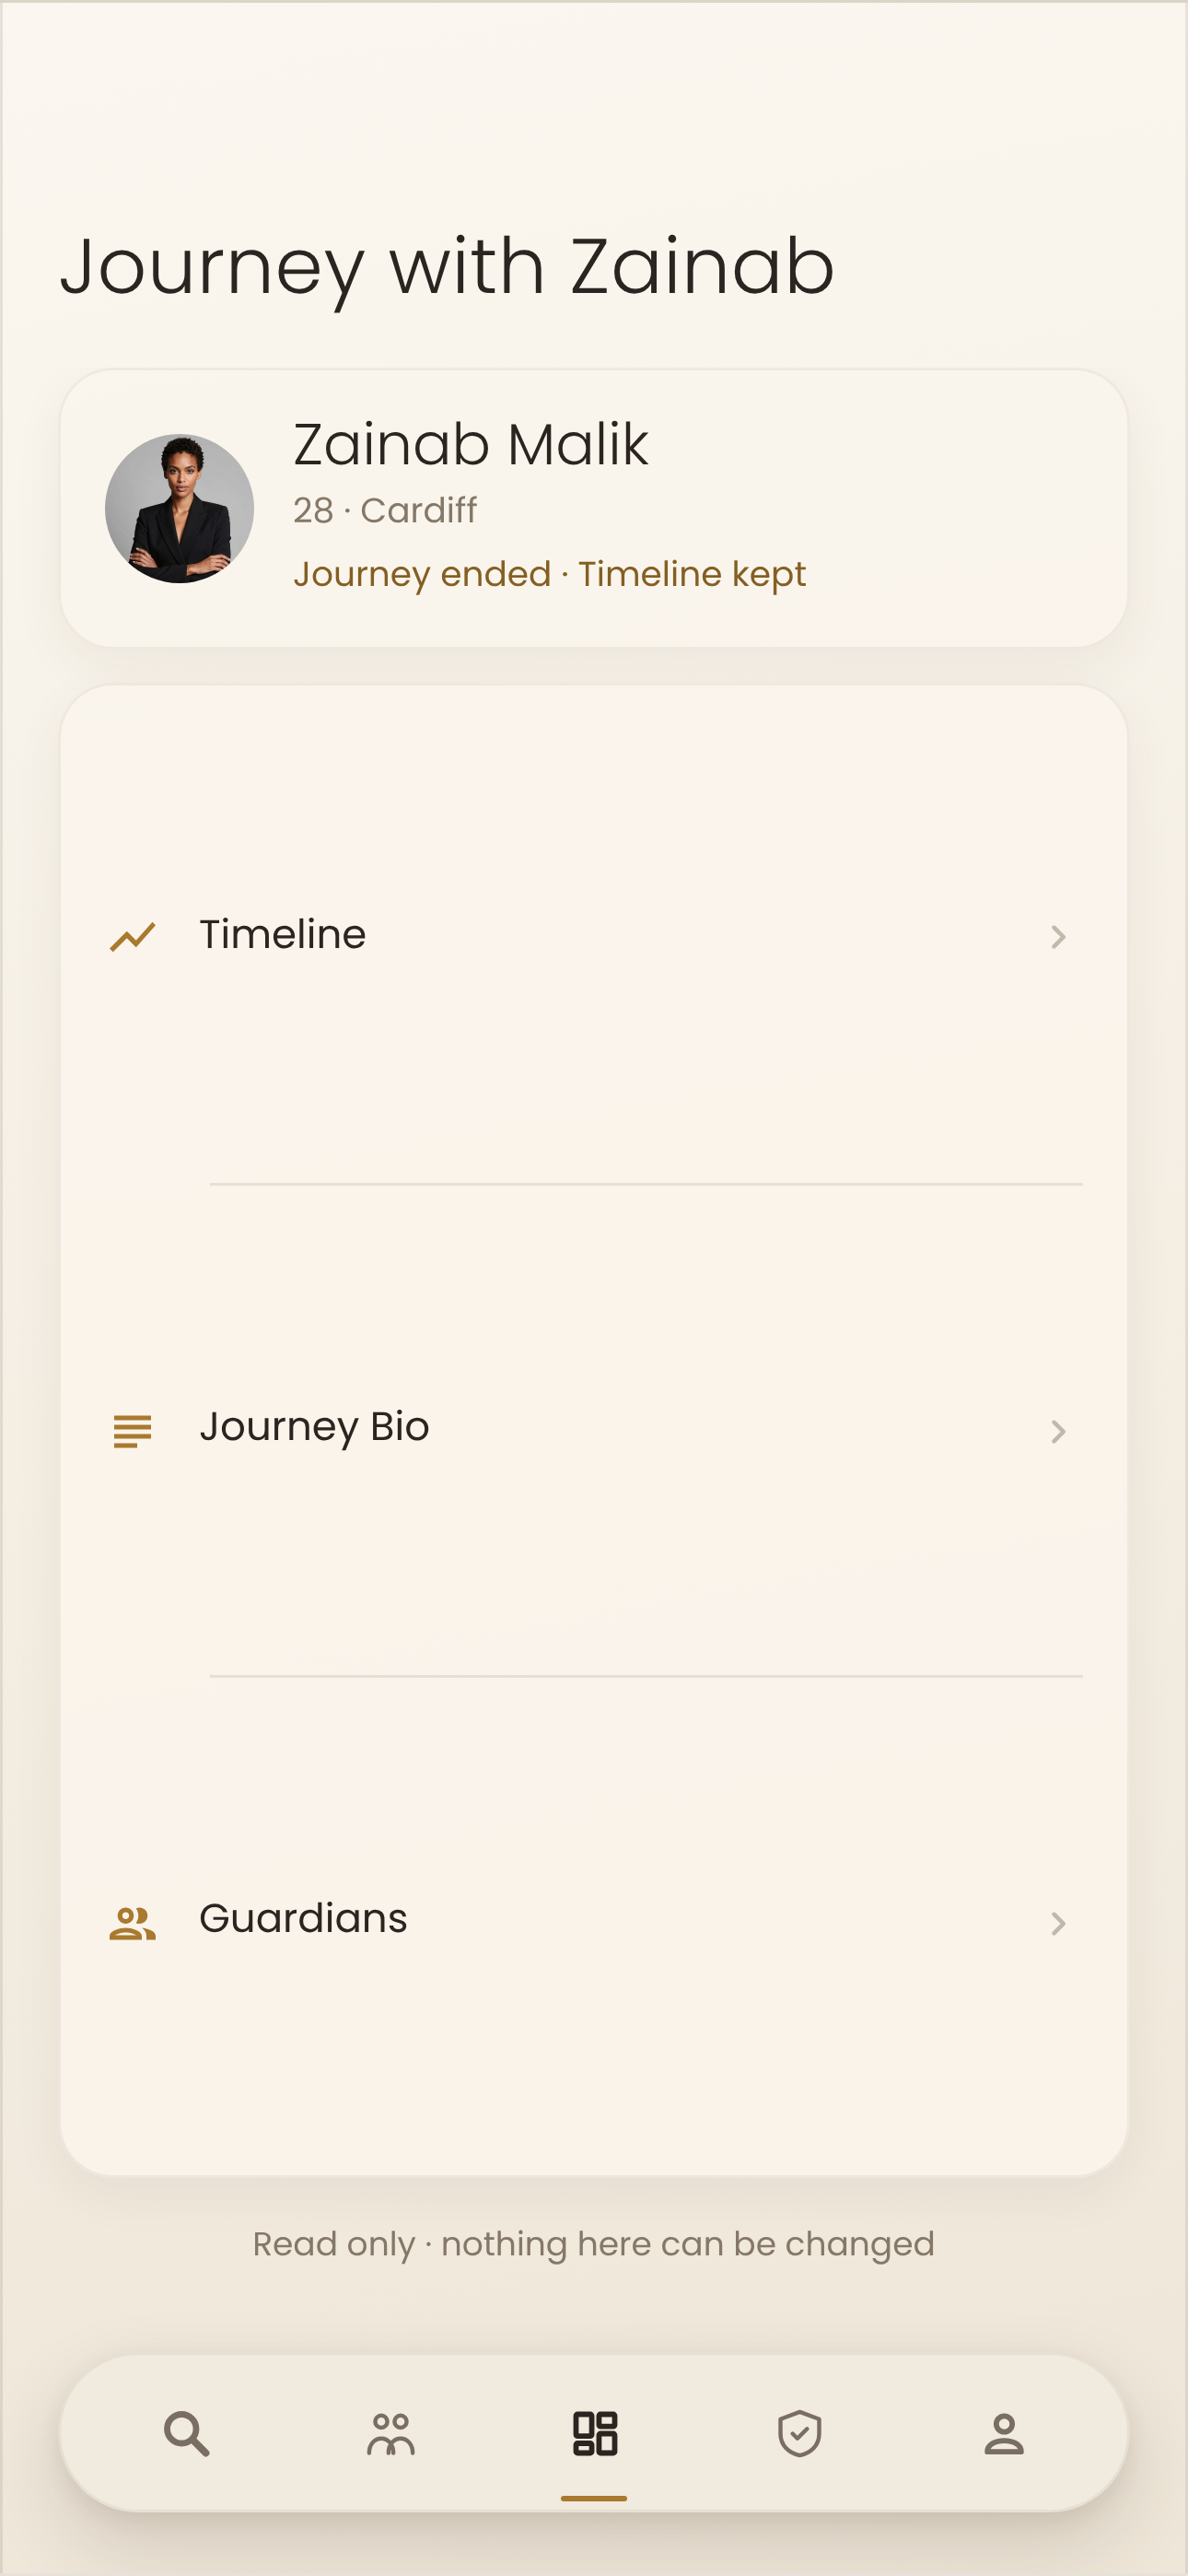 Journey with Zainab
Zainab Malik
28 · Cardiff
Journey ended · Timeline kept
Timeline
Journey Bio
Guardians
Read only · nothing here can be changed